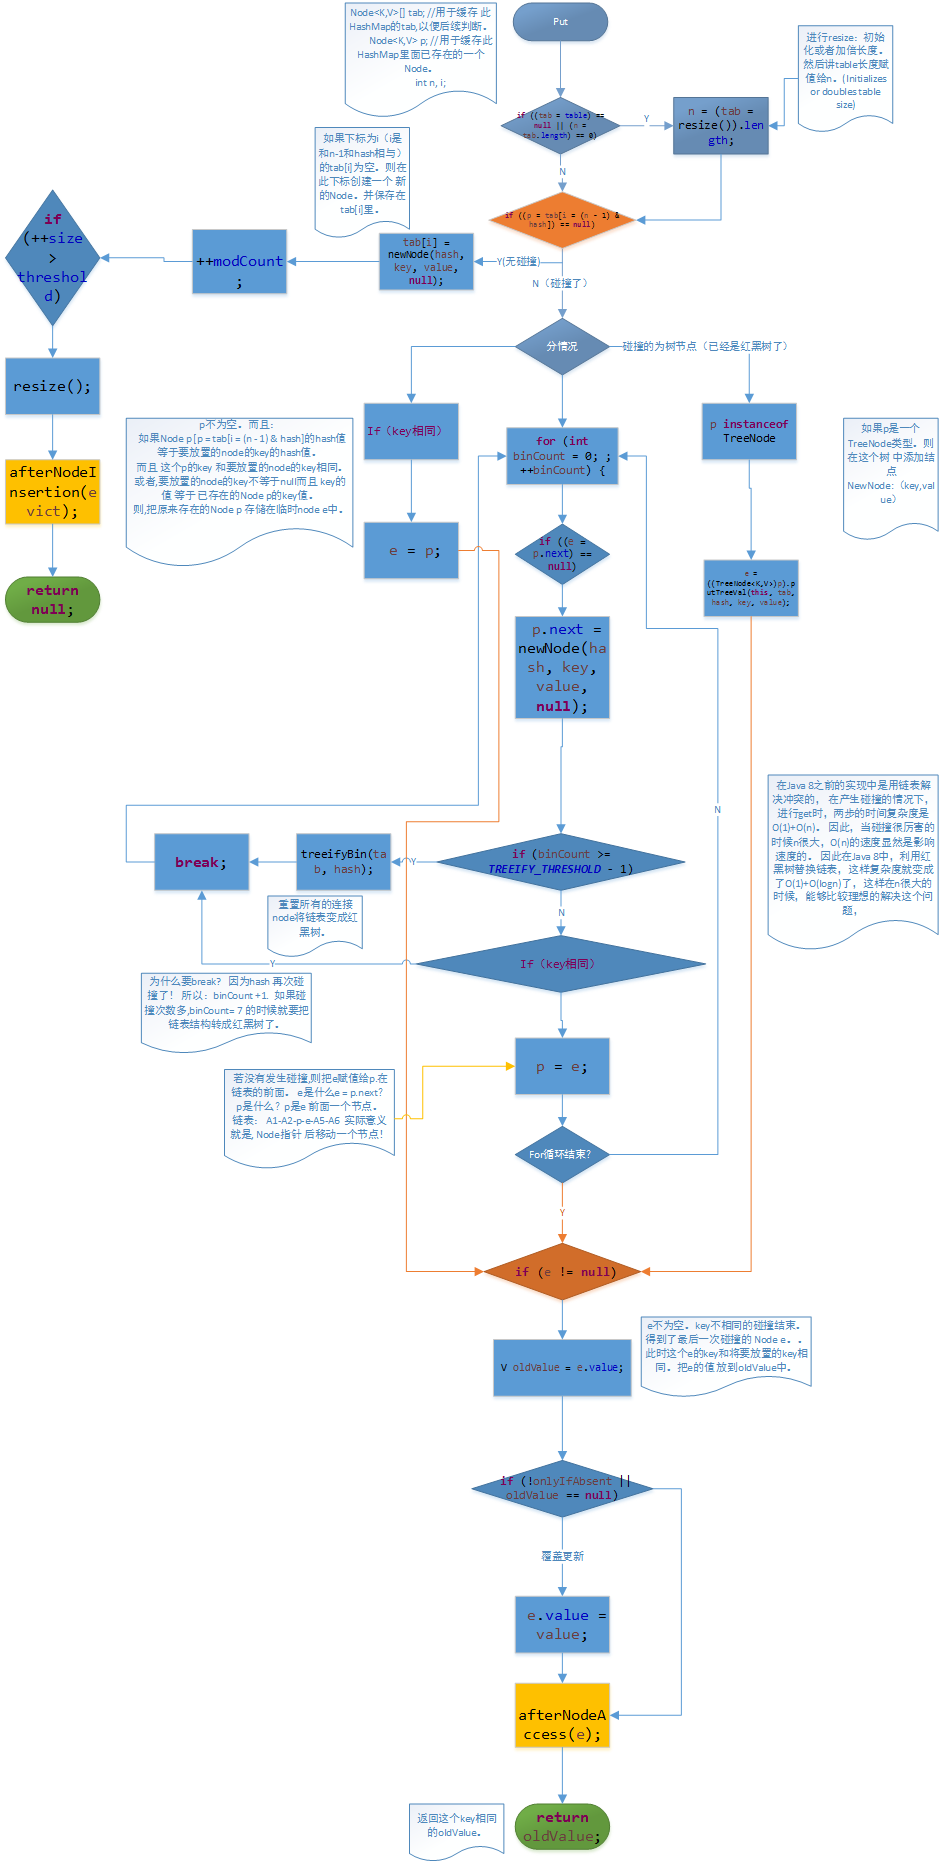 Node<K,V>[] tab; //用于缓存 此
HashMap的tab,以便后续判断。
Node<K,V> p; //用于缓存此
HashMap里面已存在的一个
Node。
int n, i;
Put
进行resize: 初始
化或者加倍长度。
然后讲table长度赋
值给n。(Initializes
or doubles table
size)
if ((tab = table) ==
null || (n =
tab.length) == 0)
Y
n = (tab =
resize()).len
gth;
N
如果下标为i（i是
和n-1和hash相与）
的tab[i]为空。则在
此下标创建一个 新
的Node。并保存在
tab[i]里。
if ((p = tab[i = (n - 1) &
hash]) == null)
if
(++size
>
threshol
d)
++modCount
;
tab[i] =
newNode(hash,
key, value,
null);
Y(无碰撞)
N（碰撞了）
分情况
碰撞的为树节点（已经是红黑树了）
resize();
If（key相同）
for (int
binCount = 0; ;
++binCount) {
p instanceof
TreeNode
如果p是一个
TreeNode类型。则
在这个树 中添加结
点
NewNode:（key,val
ue）
p不为空。而且:
如果Node p [ p = tab[i = (n - 1) & hash]的hash值
等于要放置的node的key的hash值。
而且 这个p的key 和要放置的node的key相同。
或者,要放置的node的key不等于null而且 key的
值 等于 已存在的Node p的key值。
则,把原来存在的Node p 存储在临时node e中。
afterNodeI
nsertion(e
vict);
e = p;
if ((e =
p.next) ==
null)
e =
((TreeNode<K,V>)p).p
utTreeVal(this, tab,
hash, key, value);
return
null;
p.next =
newNode(ha
sh, key,
value,
null);
在Java 8之前的实现中是用链表解
决冲突的， 在产生碰撞的情况下，
进行get时，两步的时间复杂度是
O(1)+O(n)。因此，当碰撞很厉害的
时候n很大，O(n)的速度显然是影响
速度的。 因此在Java 8中，利用红
黑树替换链表，这样复杂度就变成
了O(1)+O(logn)了，这样在n很大的
时候，能够比较理想的解决这个问
题，
N
break;
treeifyBin(ta
b, hash);
Y
if (binCount >=
TREEIFY_THRESHOLD - 1)
重置所有的连接
node将链表变成红
黑树。
N
Y
If（key相同）
为什么要break? 因为hash 再次碰
撞了! 所以: binCount +1. 如果碰
撞次数多,binCount= 7 的时候就要把
链表结构转成红黑树了。
p = e;
若没有发生碰撞,则把e赋值给p.在
链表的前面。 e是什么e = p.next?
p是什么? p是e 前面一个节点。
链表: A1-A2-p-e-A5-A6 实际意义
就是, Node指针 后移动一个节点!
For循环结束?
Y
if (e != null)
V oldValue = e.value;
e不为空。key不相同的碰撞结束。
得到了最后一次碰撞的 Node e。.
此时这个e的key和将要放置的key相
同。把e的值 放到oldValue中。
if (!onlyIfAbsent ||
oldValue == null)
覆盖更新
e.value =
value;
afterNodeA
ccess(e);
返回这个key相同
的oldValue。
return
oldValue;